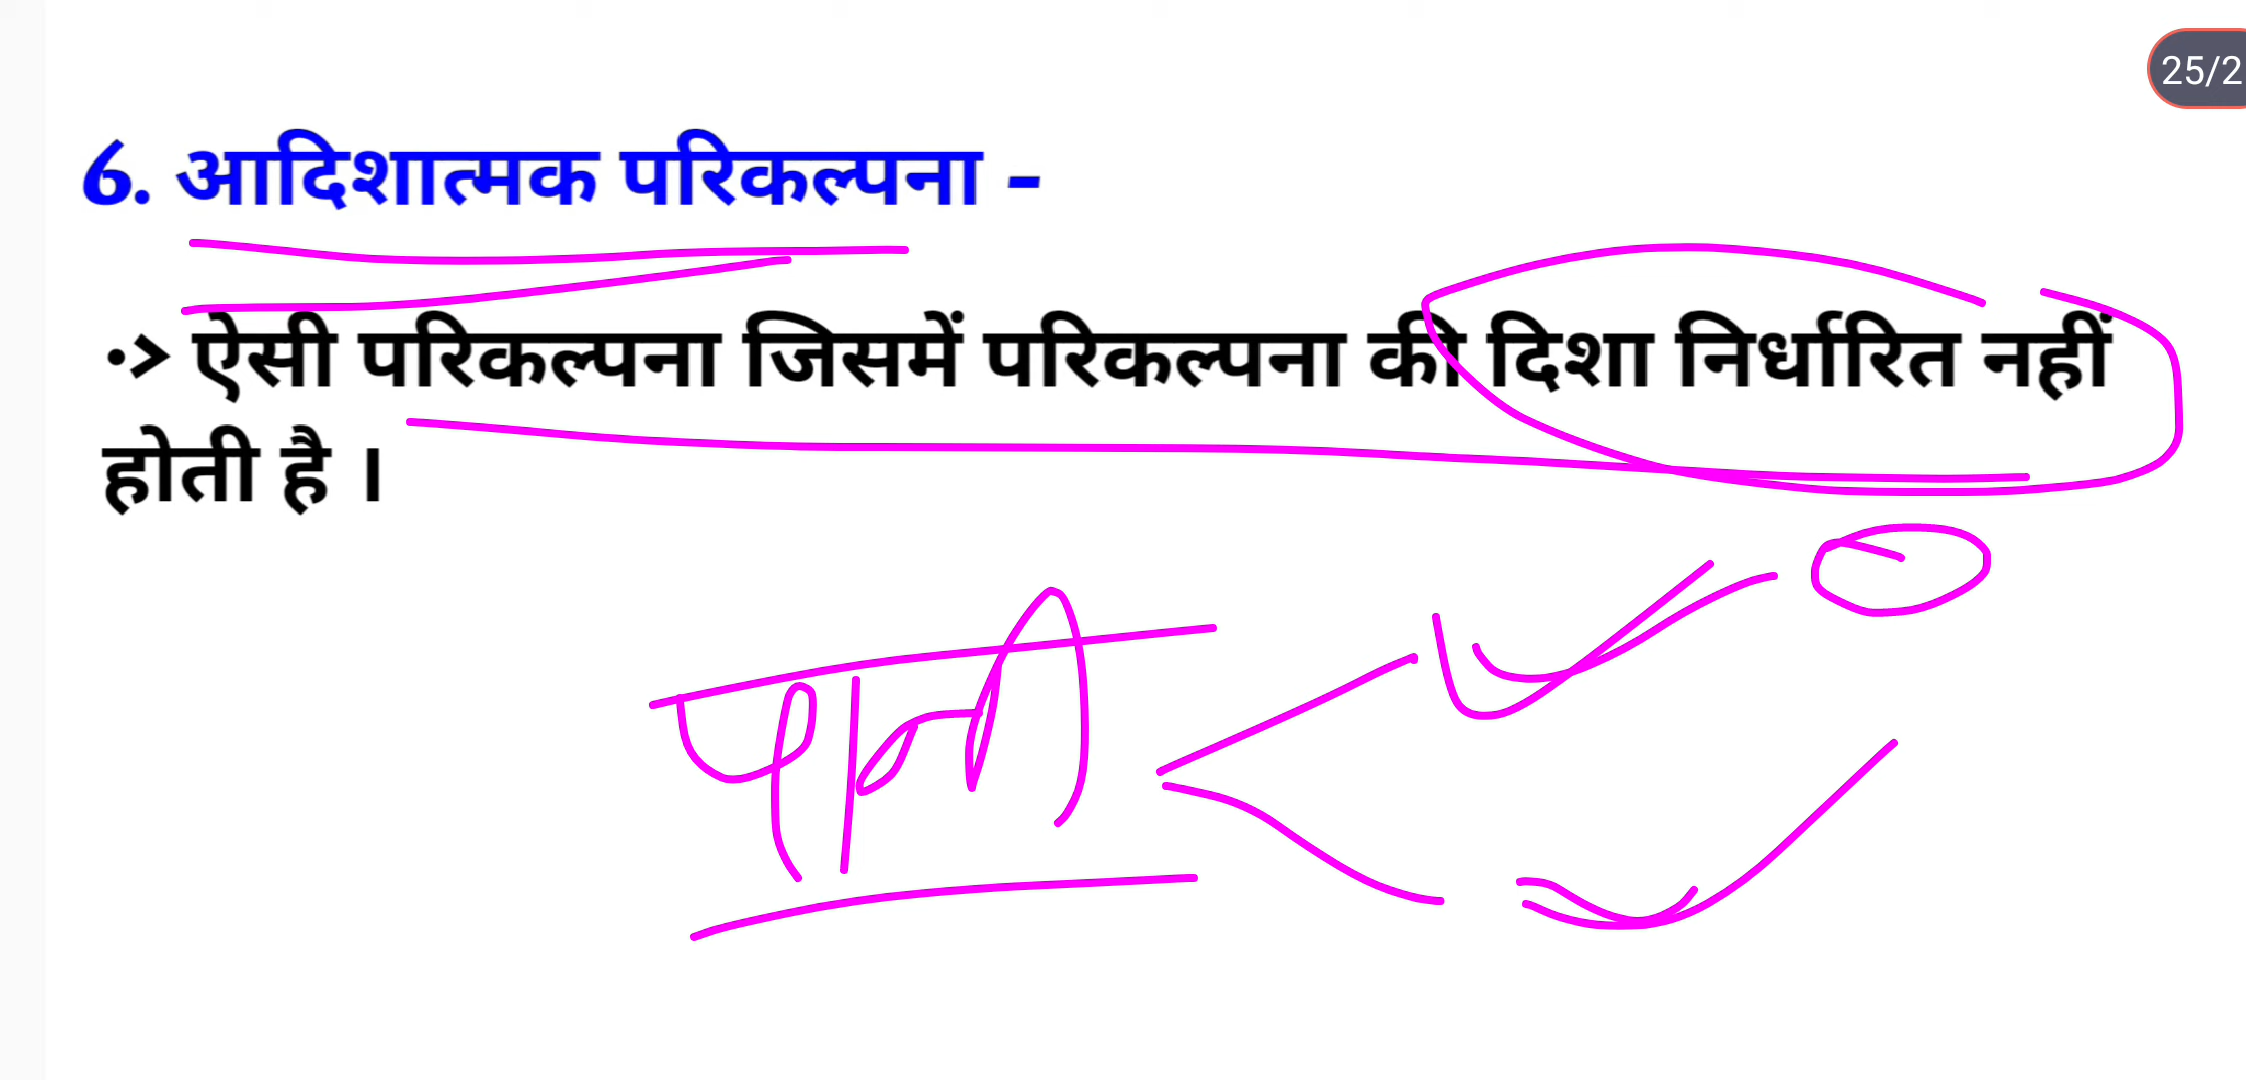 25/2
6. आदिशात्मक परिकल्पना -
•> ऐसी परिकल्पना जिसमें परिकल्पना की दिशा निर्धारित नहीं
होती है ।